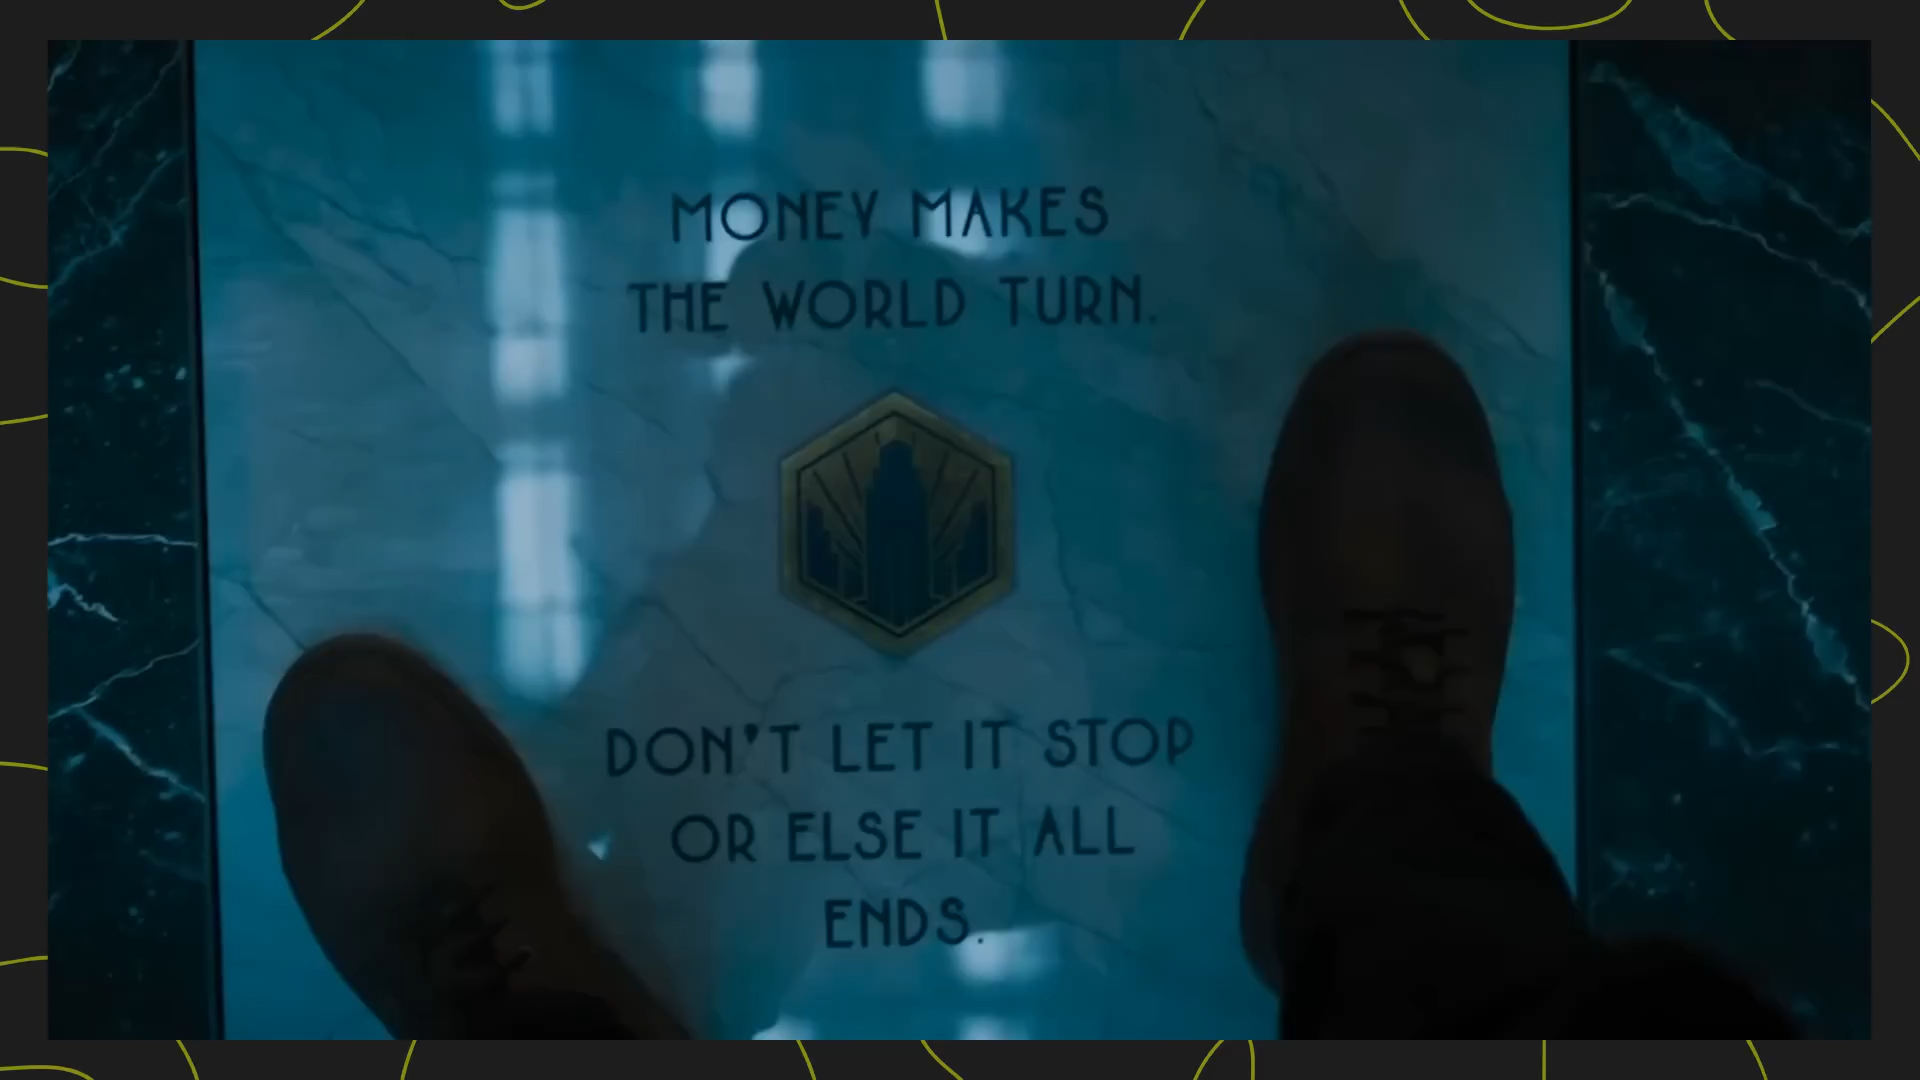 MONEY MAKES
THE WORLD TURN.
DON'T LET IT STOP
OR ELSE IT ALL
ENDS.